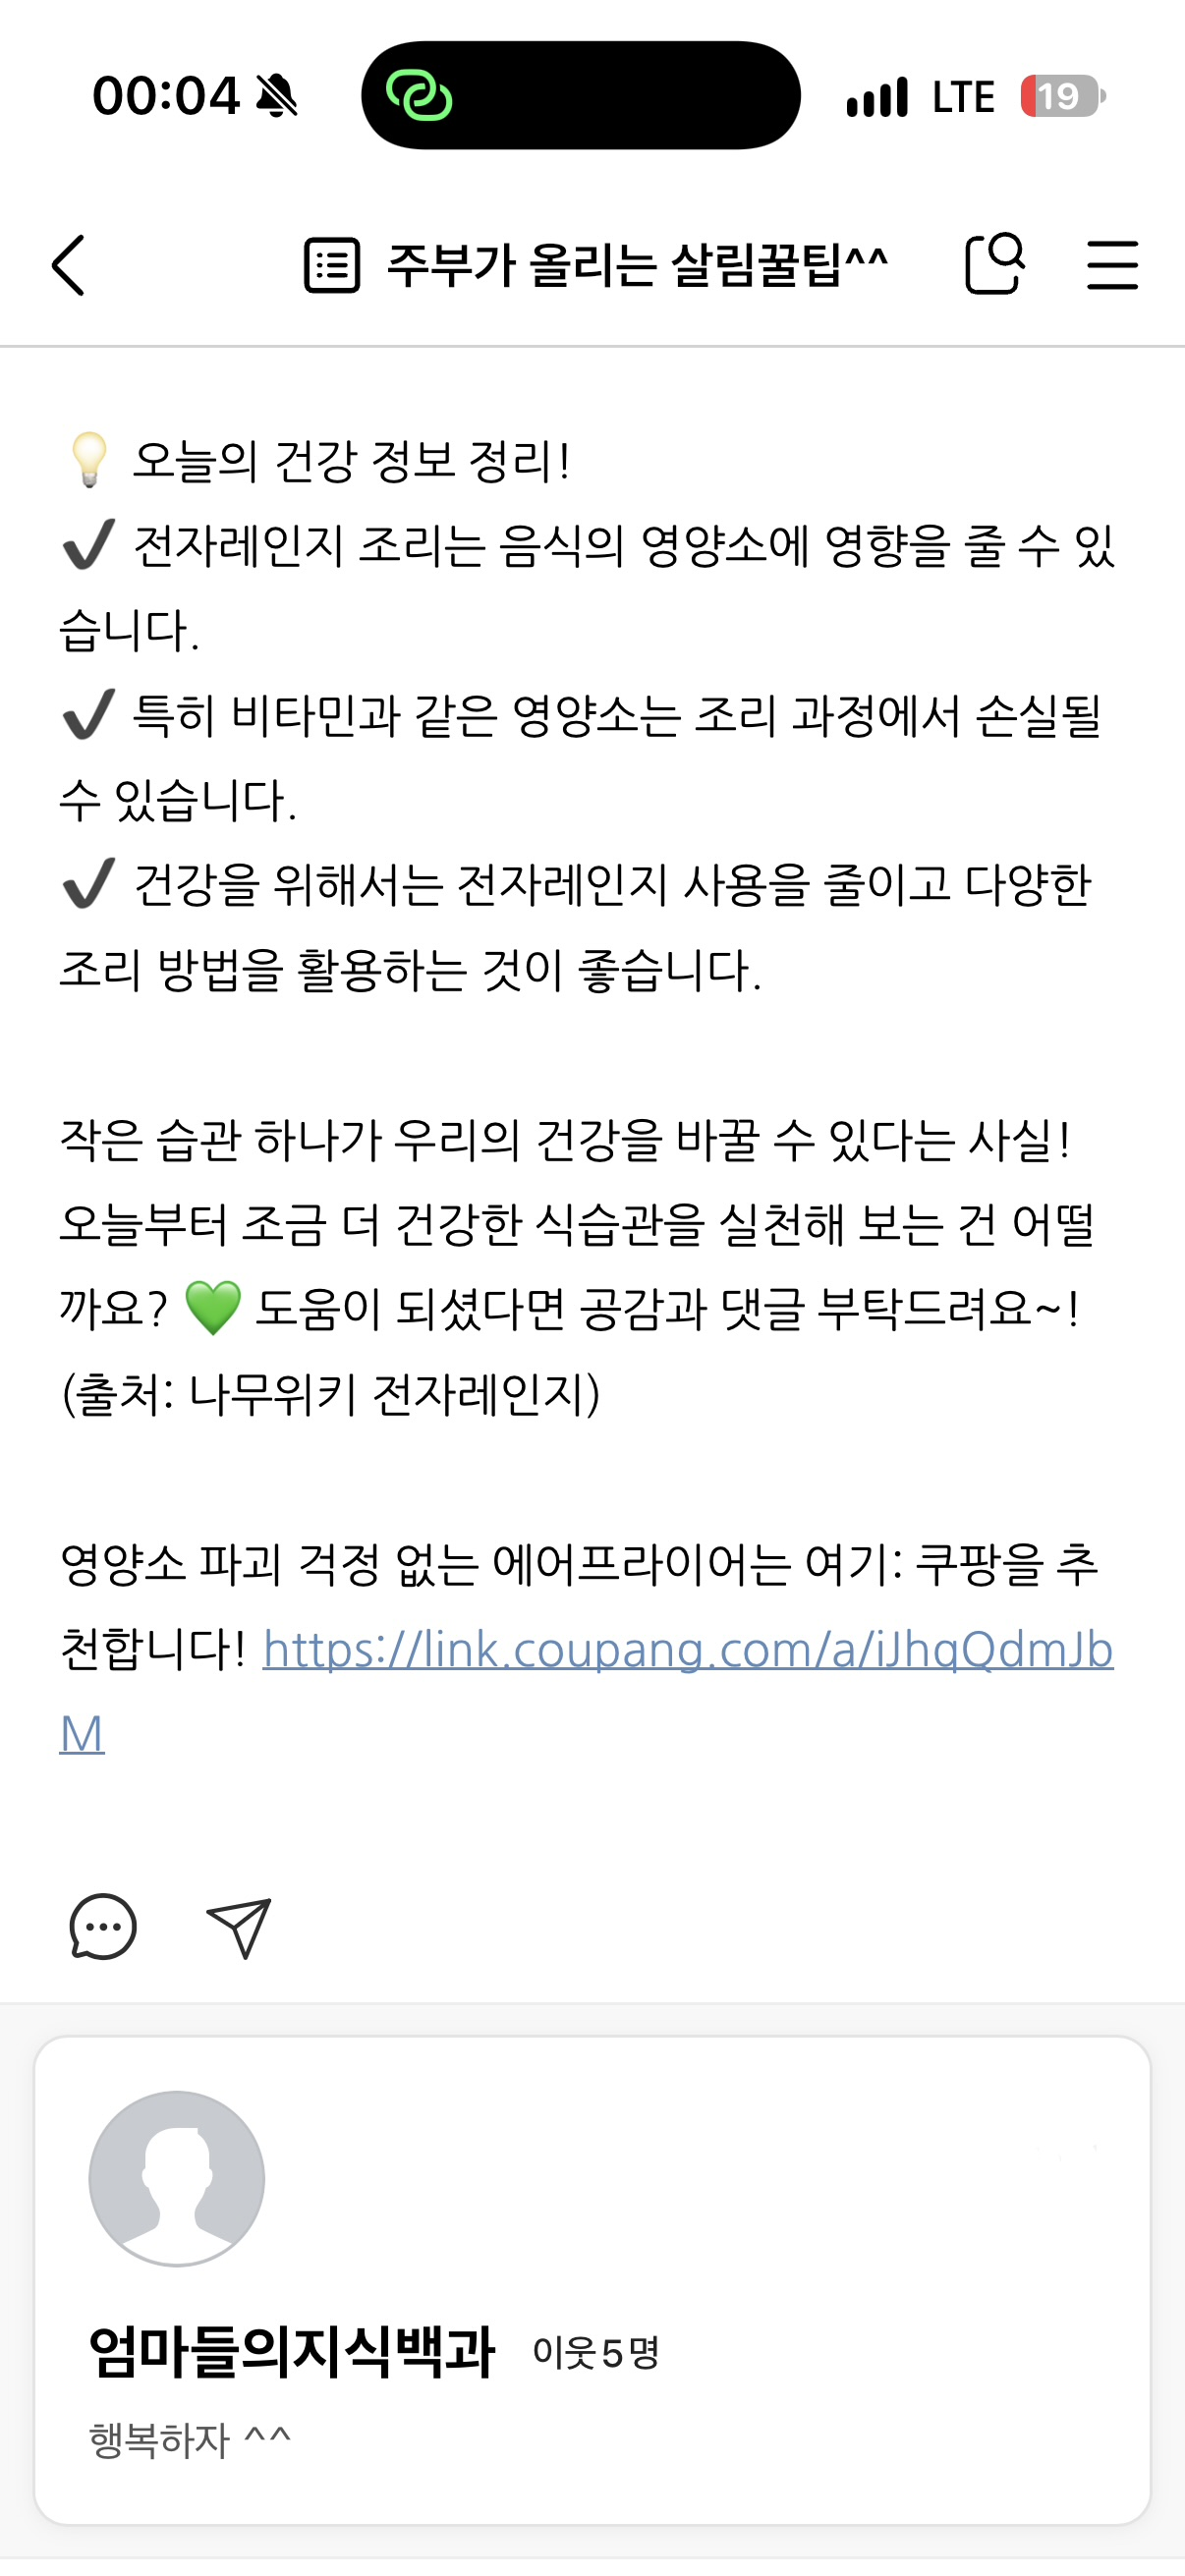 00:04 LTE 19
주부가 올리는 살림꿀팁^^
💡 오늘의 건강 정보 정리!
✔ 전자레인지 조리는 음식의 영양소에 영향을 줄 수 있
습니다.
✔ 특히 비타민과 같은 영양소는 조리 과정에서 손실될
수 있습니다.
✔ 건강을 위해서는 전자레인지 사용을 줄이고 다양한
조리 방법을 활용하는 것이 좋습니다.
작은 습관 하나가 우리의 건강을 바꿀 수 있다는 사실!
오늘부터 조금 더 건강한 식습관을 실천해 보는 건 어떨
까요? 💚 도움이 되셨다면 공감과 댓글 부탁드려요~!
(출처: 나무위키 전자레인지)
영양소 파괴 걱정 없는 에어프라이어는 여기: 쿠팡을 추
천합니다! https://link.coupang.com/a/iJhqQdmJb
M
엄마들의지식백과 이웃5명
행복하자 ^^